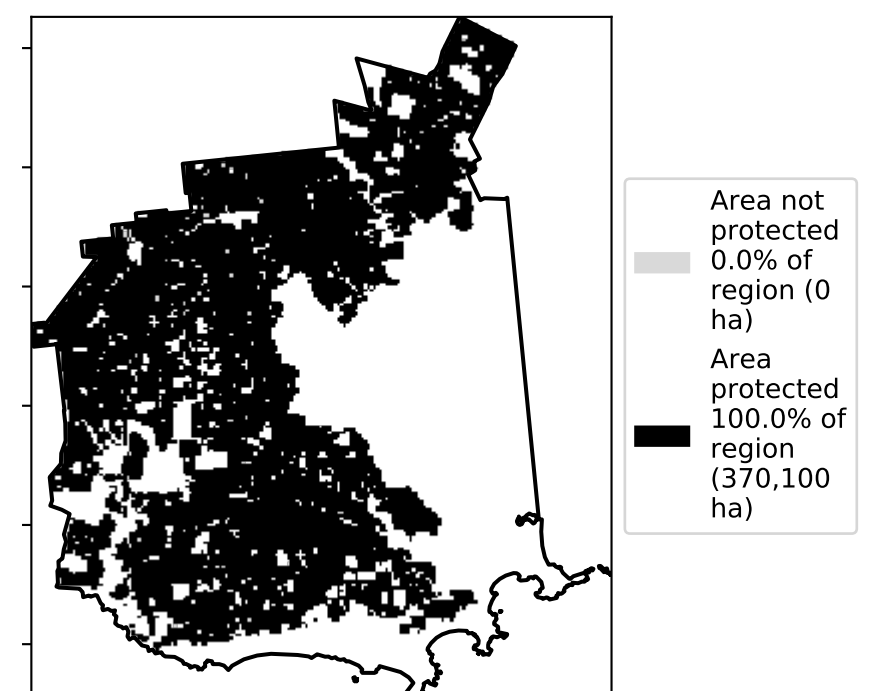 Area not
protected
0.0% of
region (0
ha)
Area
protected
100.0% of
region
(370,100
ha)